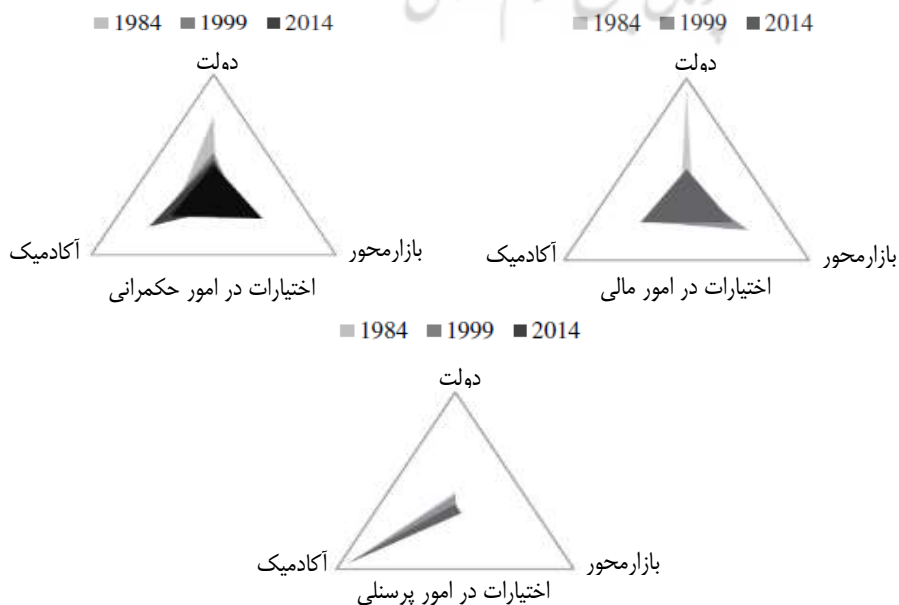 1984 1999 2014
دولت
آکادمیک
بازارمحور
اختیارات در امور حکمرانی
1984 1999 2014
دولت
آکادمیک
بازارمحور
اختیارات در امور مالی
1984 1999 2014
دولت
آکادمیک
بازارمحور
اختیارات در امور پرسنلی